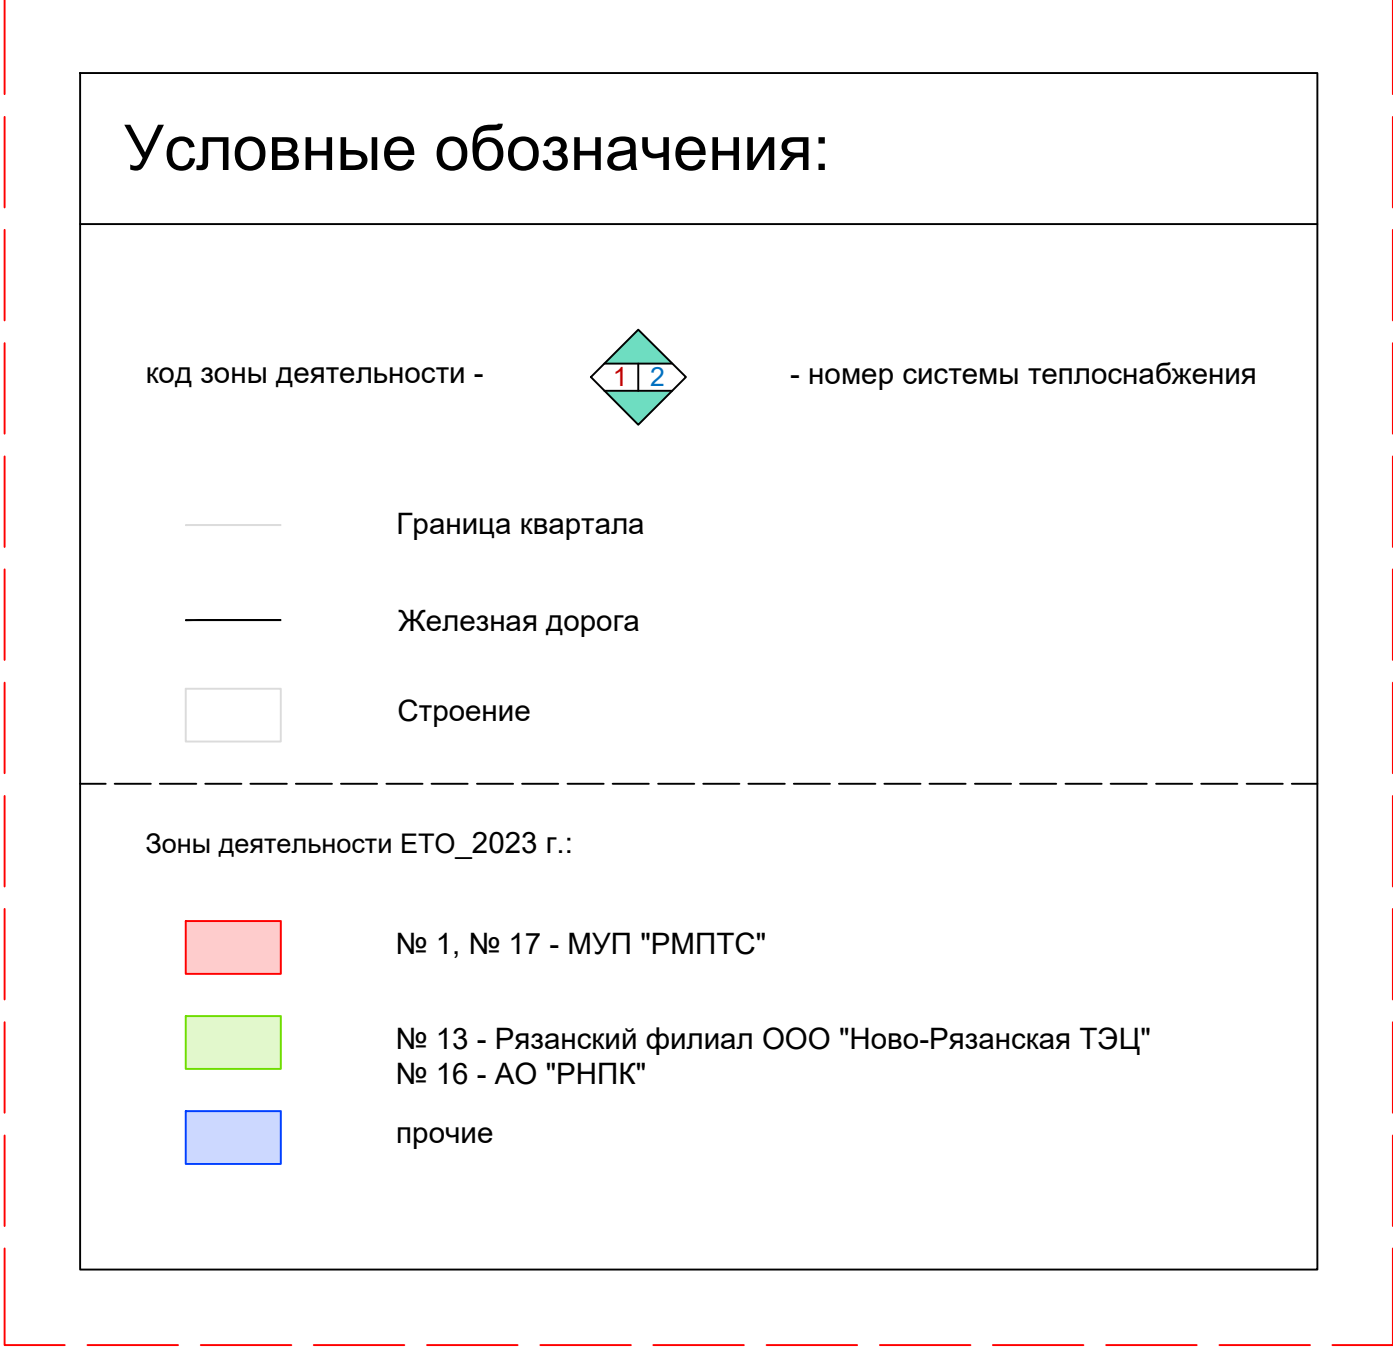 Условные обозначения:
код зоны деятельности - 1 2 - номер системы теплоснабжения
Граница квартала
Железная дорога
Строение
Зоны деятельности ЕТО_2023 г.:
№ 1, № 17 - МУП "РМПТС"
№ 13 - Рязанский филиал ООО "Ново-Рязанская ТЭЦ"
№ 16 - АО "РНПК"
прочие